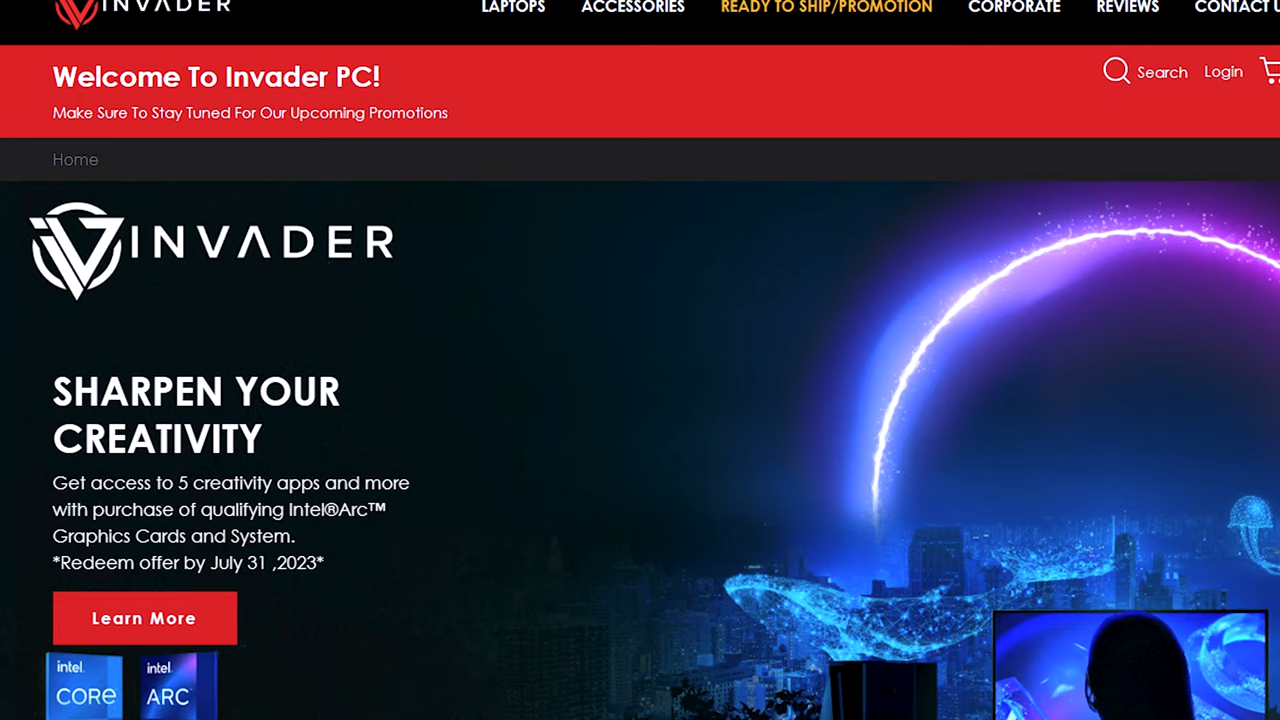 INVADER
LAPTOPS ACCESSORIES READY TO SHIP/PROMOTION CORPORATE REVIEWS CONTACT U
Welcome To Invader PC!
Search Login
Make Sure To Stay Tuned For Our Upcoming Promotions
Home
INVADER
SHARPEN YOUR
CREATIVITY
Get access to 5 creativity apps and more
with purchase of qualifying Intel®Arc™
Graphics Cards and System.
*Redeem offer by July 31 ,2023*
Learn More
intel. intel.
CORE ARC